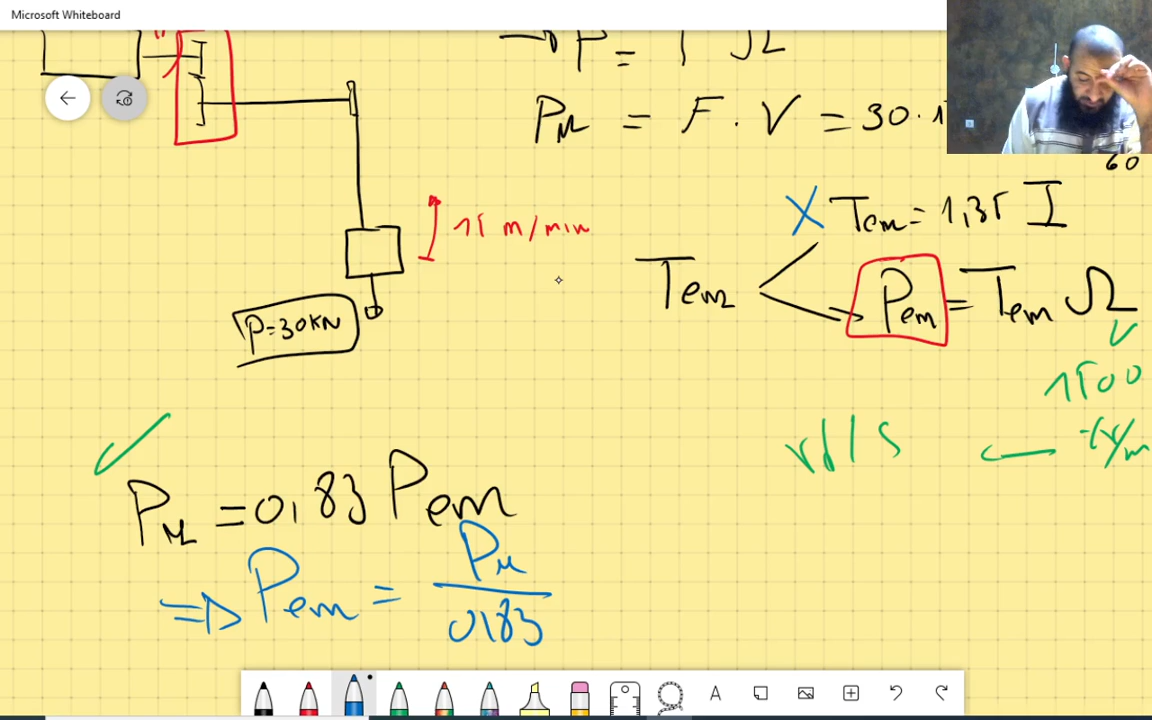 Microsoft Whiteboard
Pu = F . V = 30.1
60
X Tem = 1,35 I
15 m/min
Tem
Pem = Tem Ω
P=30KN
1500
tr/m
rd/s
Pu = 0,83 Pem
=> Pem = Pu / 0,83
A